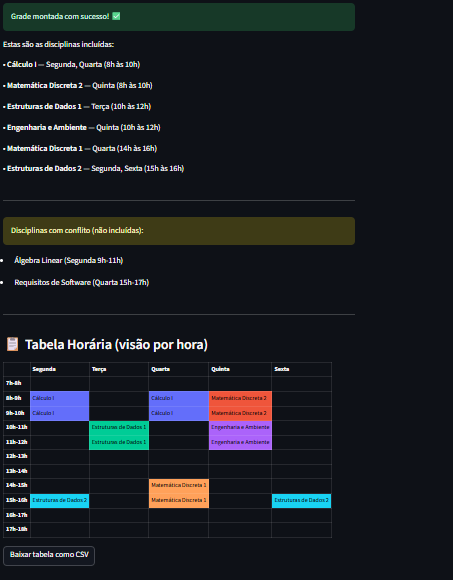 Grade montada com sucesso! ✅
Estas são as disciplinas incluídas:
• Cálculo I — Segunda, Quarta (8h às 10h)
• Matemática Discreta 2 — Quinta (8h às 10h)
• Estruturas de Dados 1 — Terça (10h às 12h)
• Engenharia e Ambiente — Quinta (10h às 12h)
• Matemática Discreta 1 — Quarta (14h às 16h)
• Estruturas de Dados 2 — Segunda, Sexta (15h às 16h)
Disciplinas com conflito (não incluídas):
• Álgebra Linear (Segunda 9h-11h)
• Requisitos de Software (Quarta 15h-17h)
📋 Tabela Horária (visão por hora)
Segunda Terça Quarta Quinta Sexta
7h-8h
8h-9h Cálculo I Cálculo I Matemática Discreta 2
9h-10h Cálculo I Cálculo I Matemática Discreta 2
10h-11h Estruturas de Dados 1 Engenharia e Ambiente
11h-12h Estruturas de Dados 1 Engenharia e Ambiente
12h-13h
13h-14h
14h-15h Matemática Discreta 1
15h-16h Estruturas de Dados 2 Matemática Discreta 1 Estruturas de Dados 2
16h-17h
17h-18h
Baixar tabela como CSV